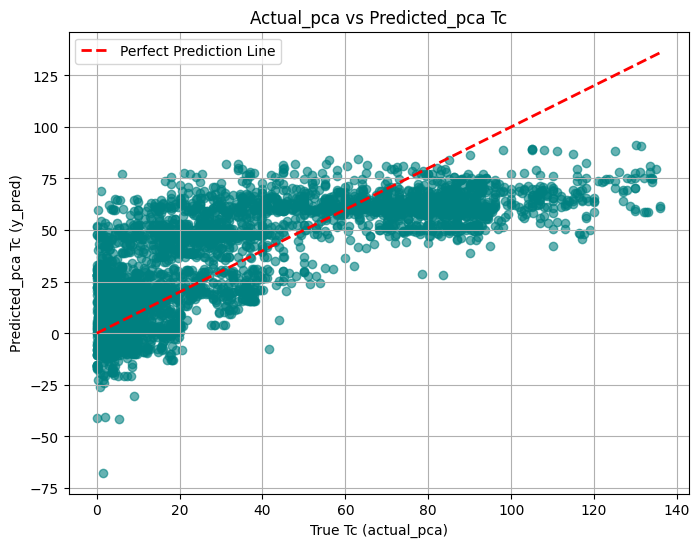 Actual_pca vs Predicted_pca Tc
Perfect Prediction Line
125
100
75
50
25
0
−25
−50
−75
Predicted_pca Tc (y_pred)
0 20 40 60 80 100 120 140
True Tc (actual_pca)